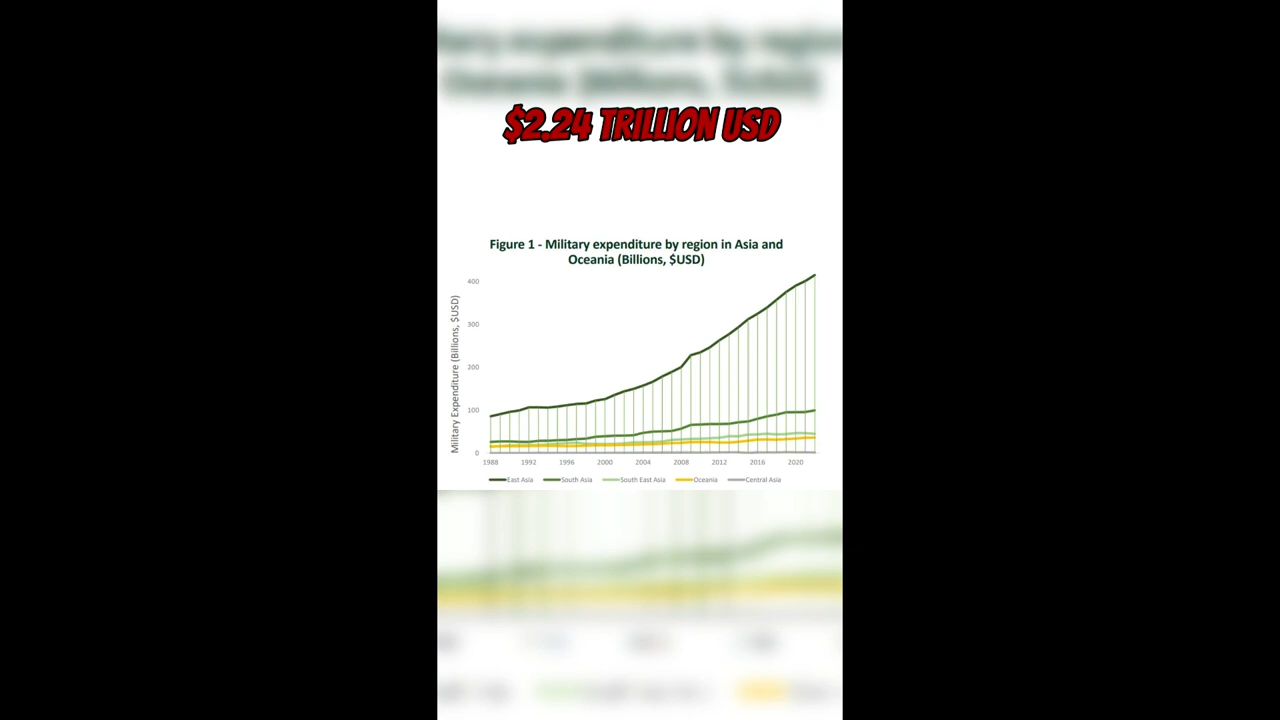 $2.24 TRILLION USD
Figure 1 - Military expenditure by region in Asia and
Oceania (Billions, $USD)
Military Expenditure (Billions, $USD)
400
300
200
100
0
1988 1992 1996 2000 2004 2008 2012 2016 2020
East Asia South Asia South East Asia Oceania Central Asia